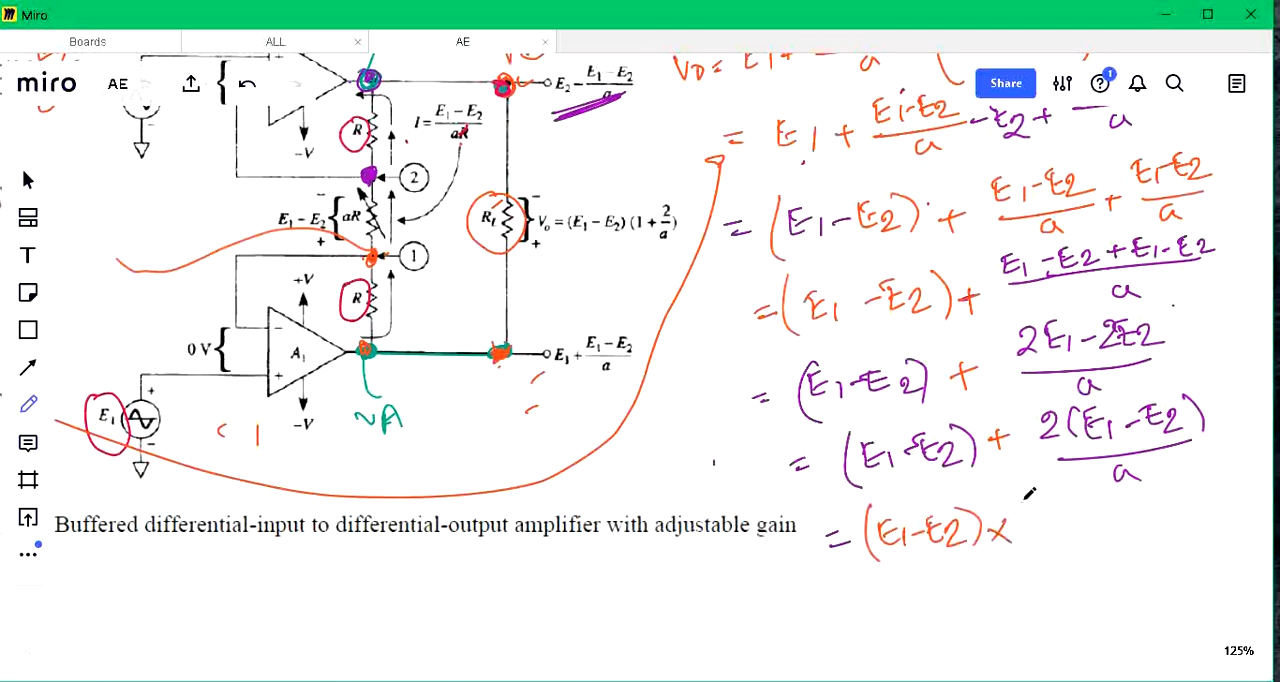 Miro
Boards ALL AE
miro AE Share 1
E₂ − (E₁ − E₂)/a
I = (E₁ − E₂)/aR
R
−V
2
E₁ − E₂ { aR
−
+
R_L
V_o = (E₁ − E₂) (1 + 2/a)
−
+
1
+V
R
0 V {
A₁
−
+
E₁ + (E₁ − E₂)/a
E₁
+
−
−V
VA
Buffered differential-input to differential-output amplifier with adjustable gain
V0 = E1 + a
= E1 + (E1-E2)/a - E2 + /a
= (E1-E2) + (E1-E2)/a + (E1-E2)/a
= (E1-E2) + (E1-E2+E1-E2)/a
= (E1-E2) + (2E1-2E2)/a
= (E1-E2) + 2(E1-E2)/a
= (E1-E2) ×
125%